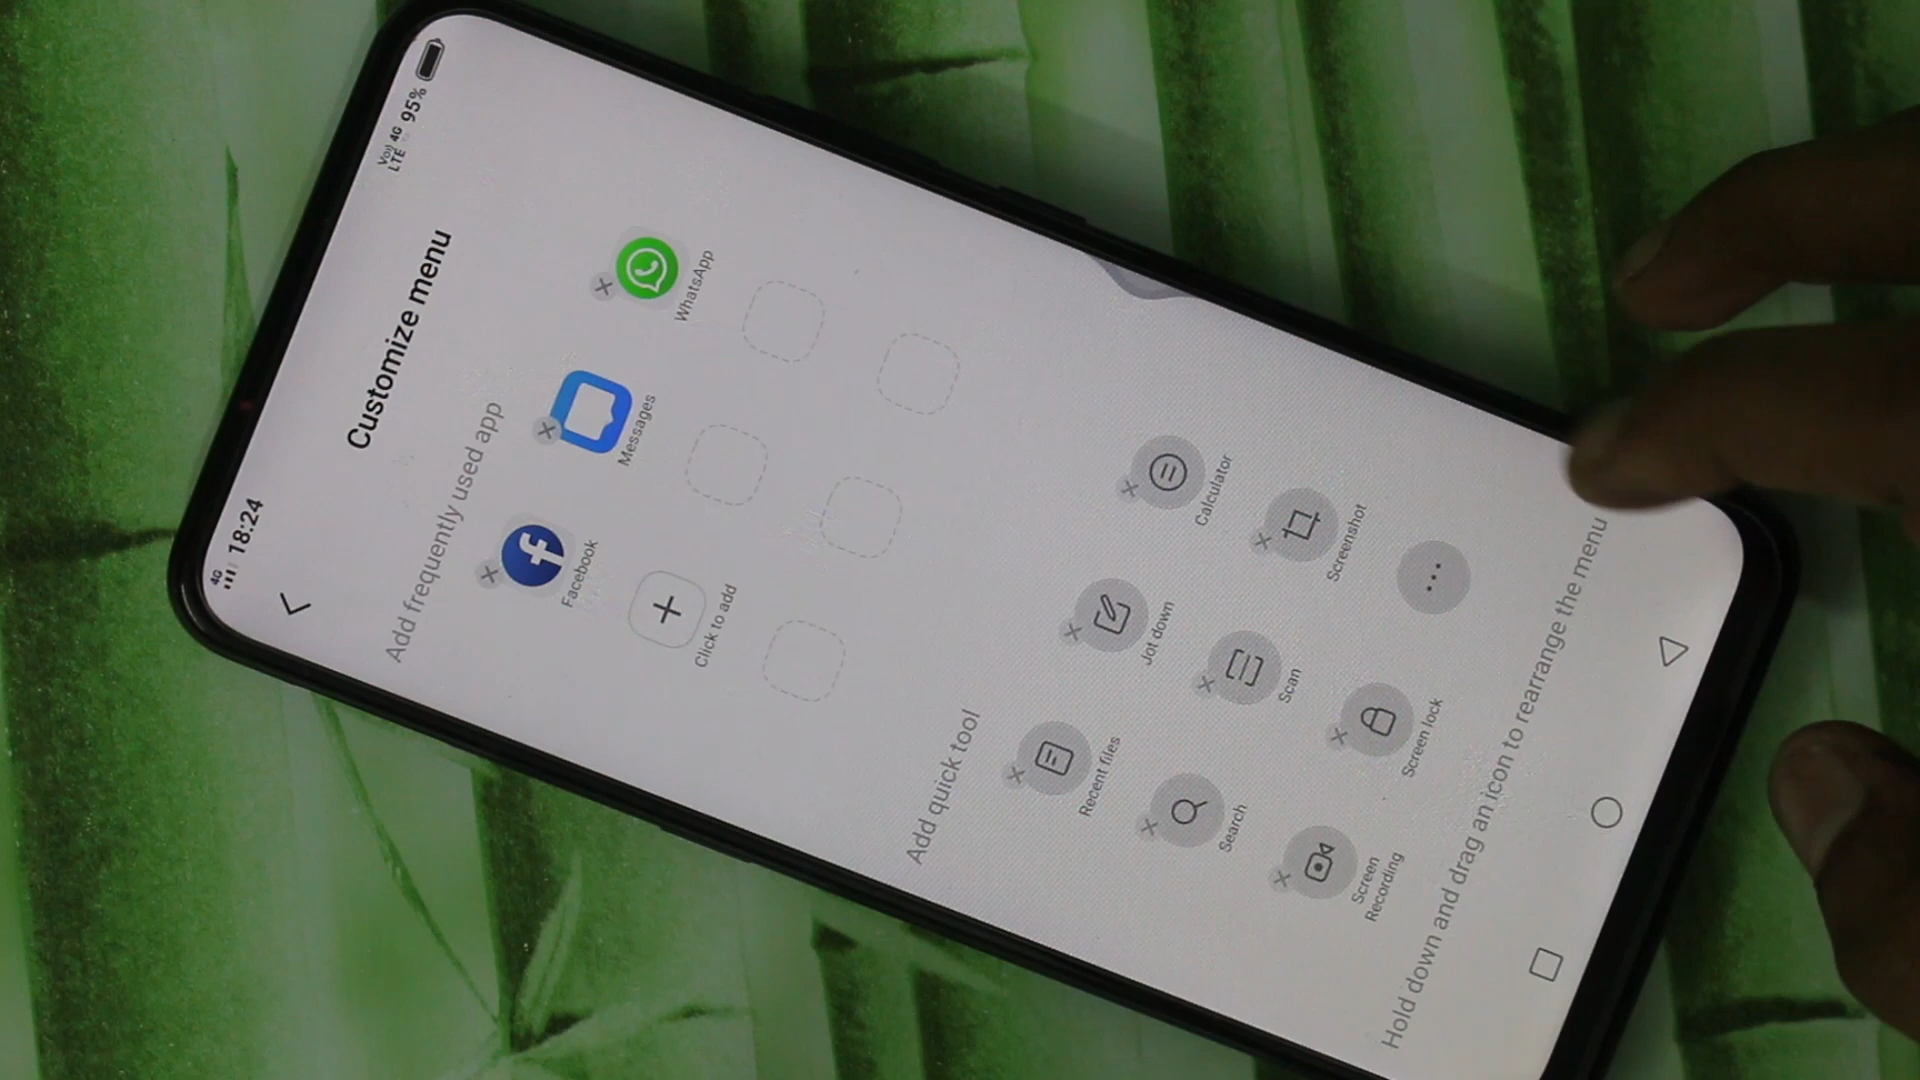 4G 18:24
Vo) 4G
LTE
95%
Customize menu
Add frequently used app
Facebook
Messages
WhatsApp
Click to add
Add quick tool
Recent files
Jot down
Calculator
Search
Scan
Screenshot
Screen
Recording
Screen lock
Hold down and drag an icon to rearrange the menu